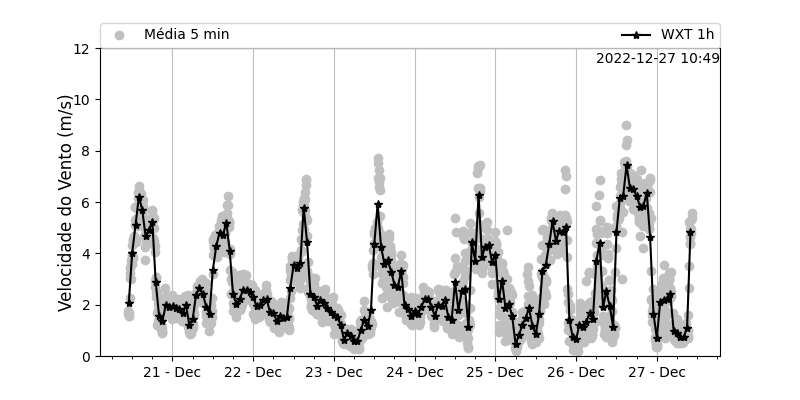 Média 5 min
WXT 1h
2022-12-27 10:49
Velocidade do Vento (m/s)
12
10
8
6
4
2
0
21 - Dec
22 - Dec
23 - Dec
24 - Dec
25 - Dec
26 - Dec
27 - Dec